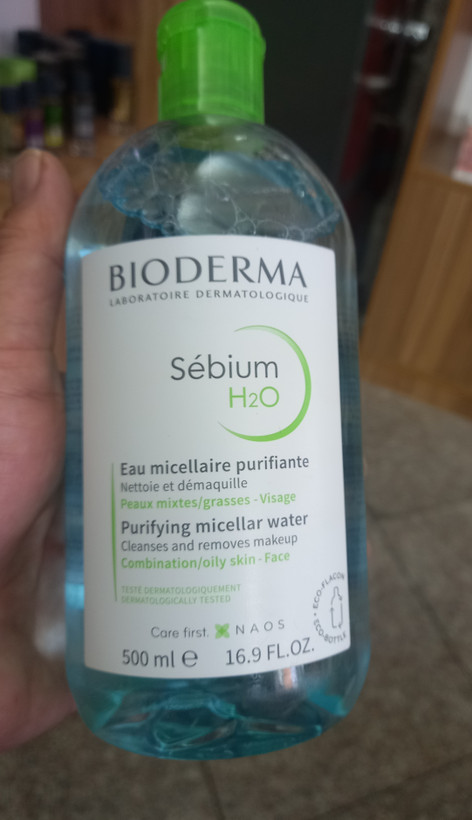 BIODERMA
LABORATOIRE DERMATOLOGIQUE
Sébium
H2O
Eau micellaire purifiante
Nettoie et démaquille
Peaux mixtes/grasses - Visage
Purifying micellar water
Cleanses and removes makeup
Combination/oily skin - Face
TESTÉ DERMATOLOGIQUEMENT
DERMATOLOGICALLY TESTED
ECO-FLACON • ECO-BOTTLE •
Care first. NAOS
500 ml ℮ 16.9 FL.OZ.